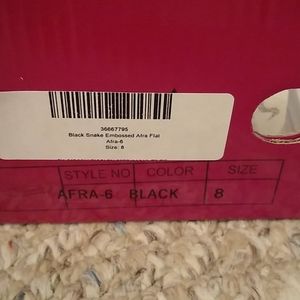 36667795
Black Snake Embossed Afra Flat
Afra-6
Size: 8
STYLE NO COLOR SIZE
AFRA-6 BLACK 8